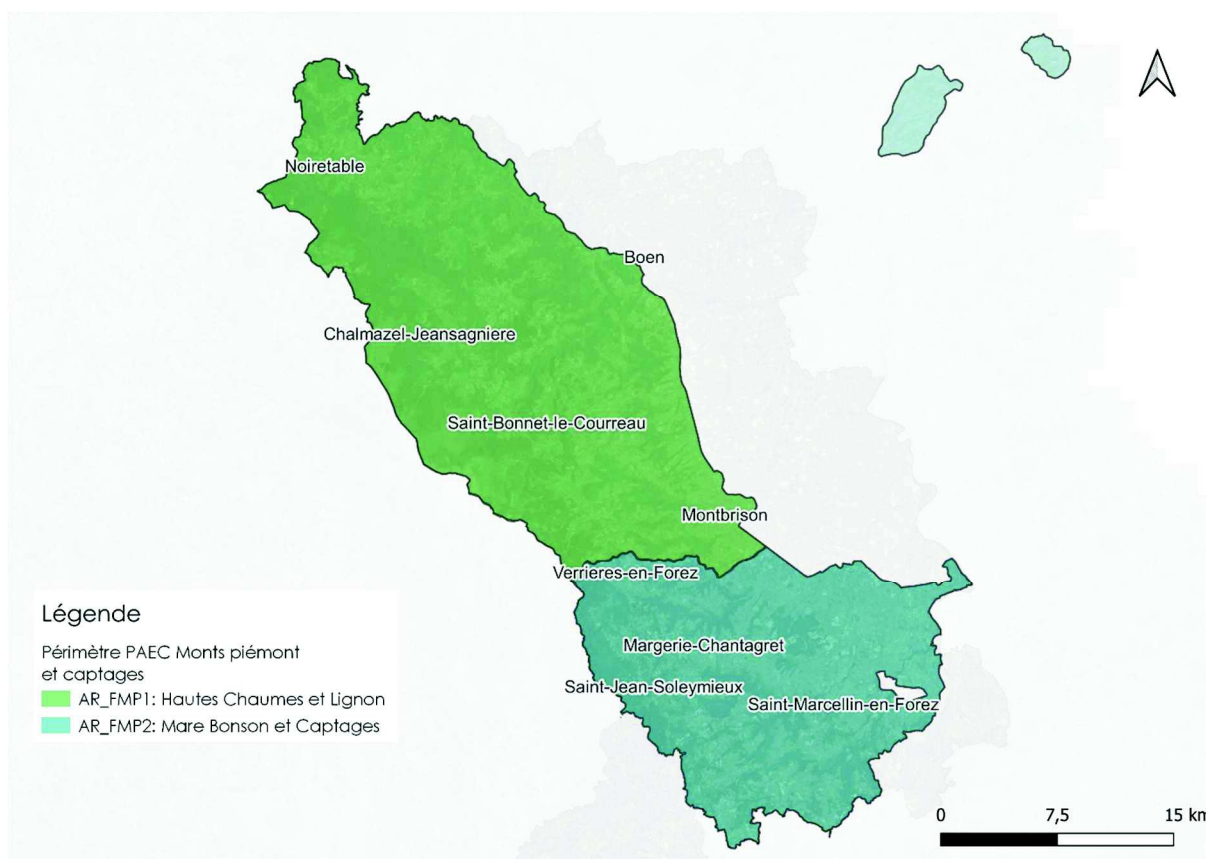 Noiretable
Boen
Chalmazel-Jeansagniere
Saint-Bonnet-le-Courreau
Montbrison
Verrieres-en-Forez
Margerie-Chantagret
Saint-Jean-Soleymieux
Saint-Marcellin-en-Forez
Légende
Périmètre PAEC Monts piémont
et captages
AR_FMP1: Hautes Chaumes et Lignon
AR_FMP2: Mare Bonson et Captages
0 7,5 15 km